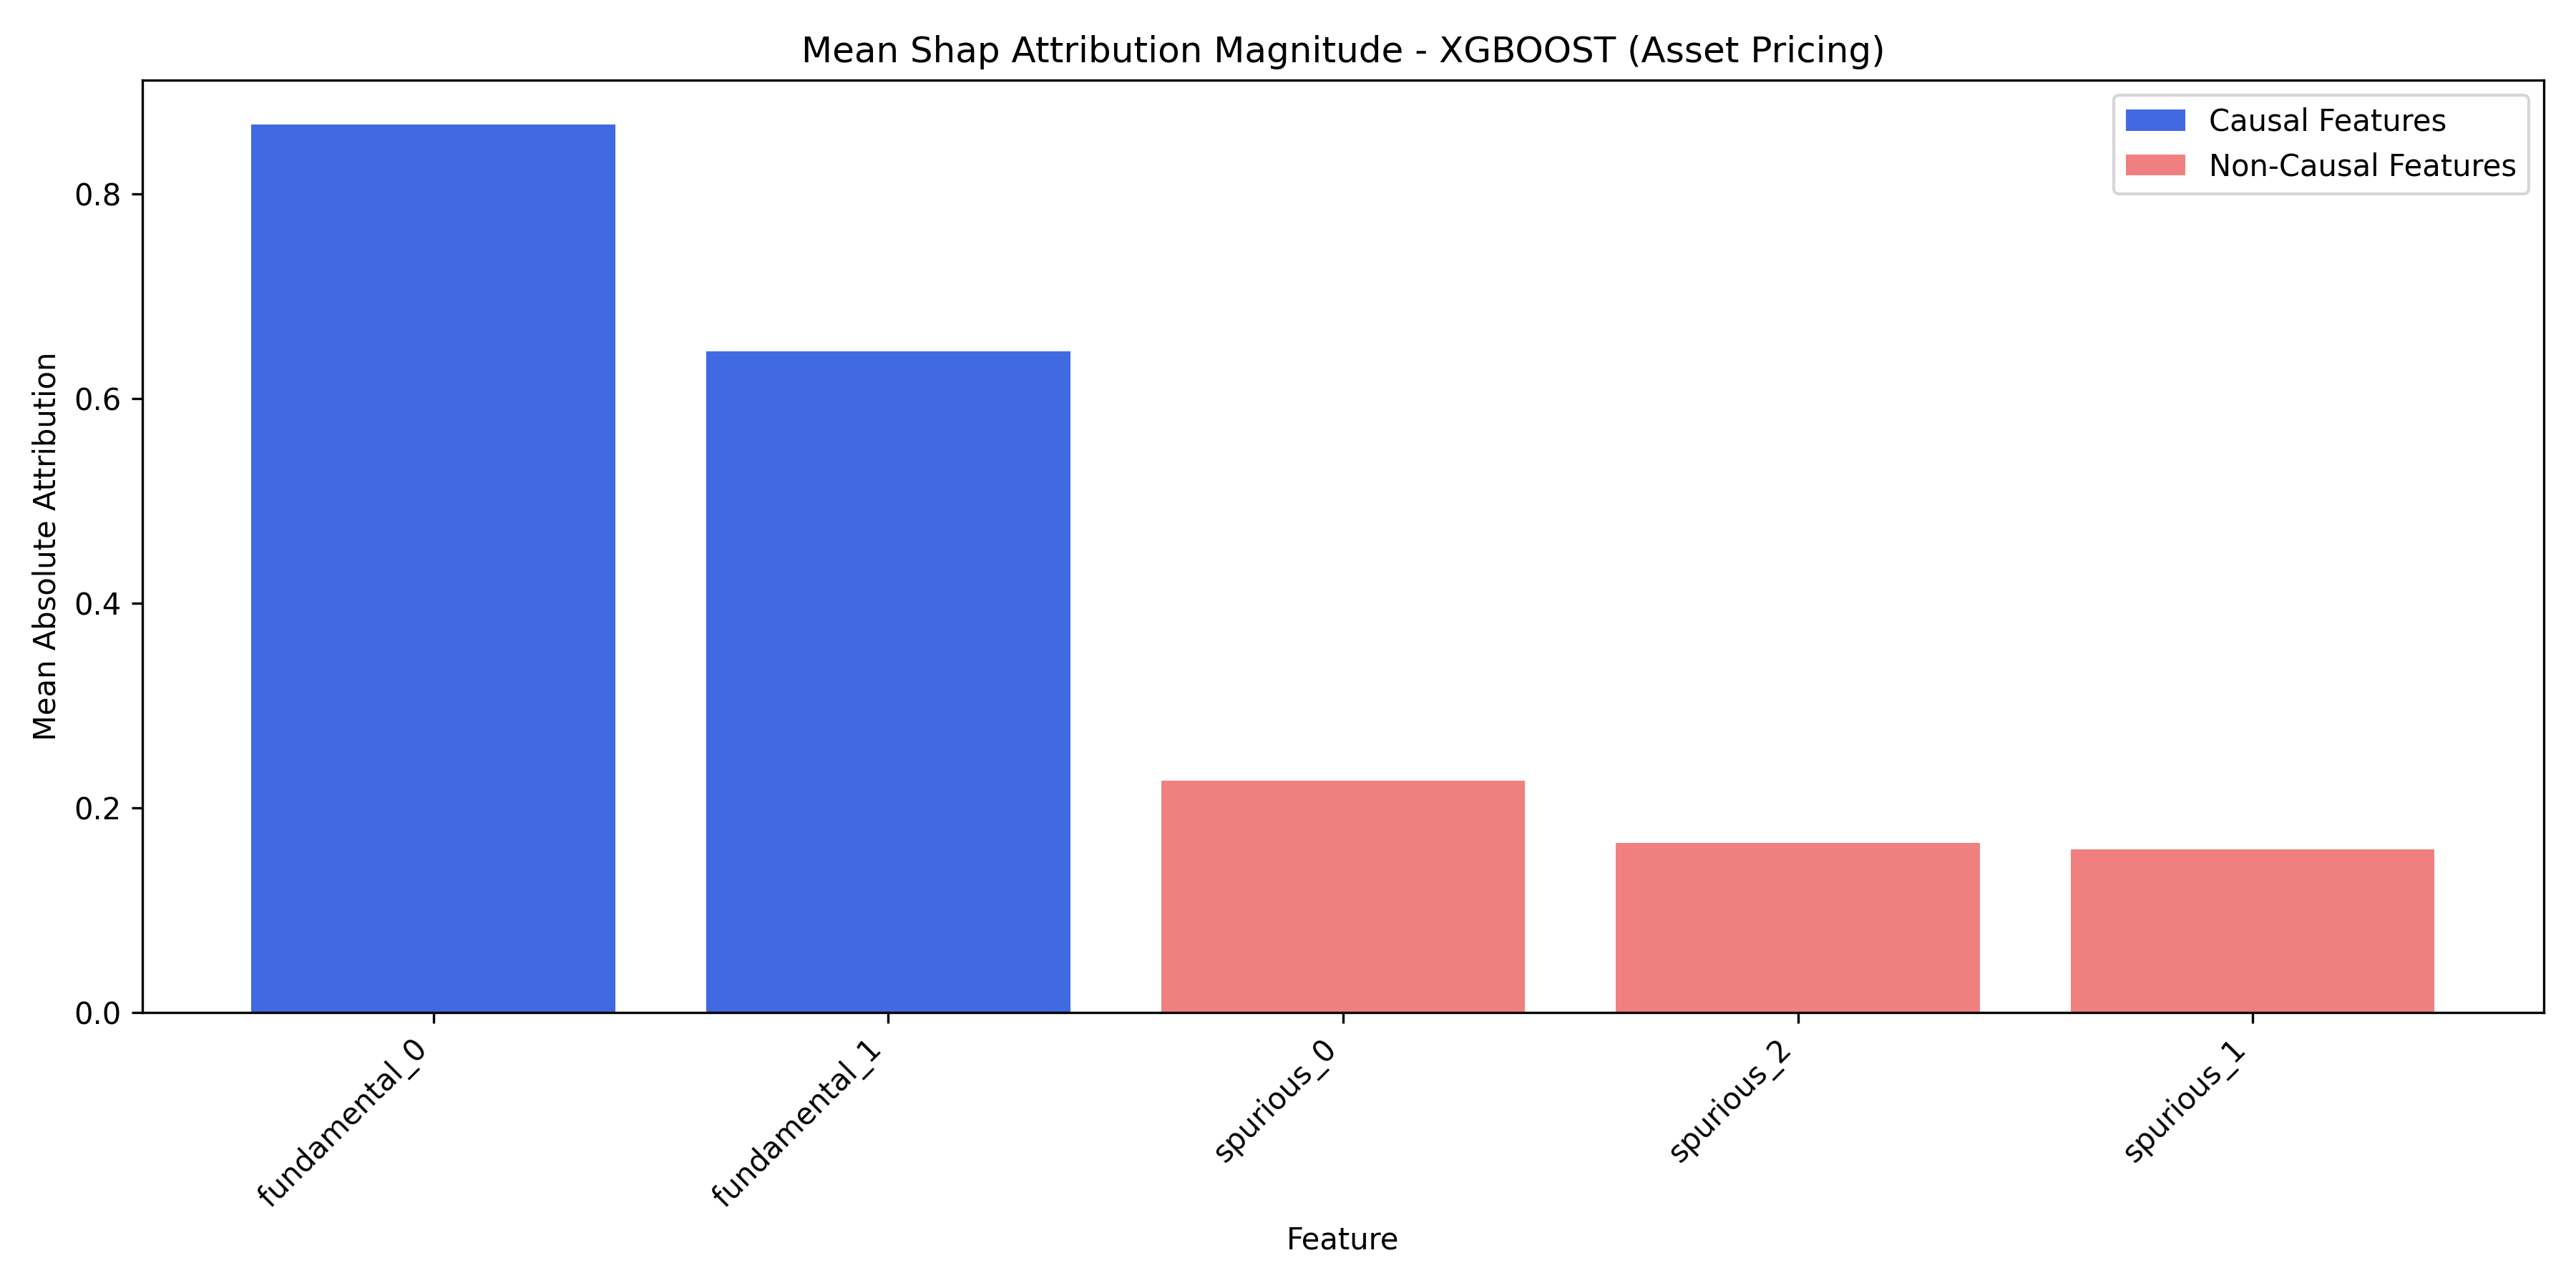 Mean Shap Attribution Magnitude - XGBOOST (Asset Pricing)
Causal Features
Non-Causal Features
Mean Absolute Attribution
0.8
0.6
0.4
0.2
0.0
fundamental_0
fundamental_1
spurious_0
spurious_2
spurious_1
Feature